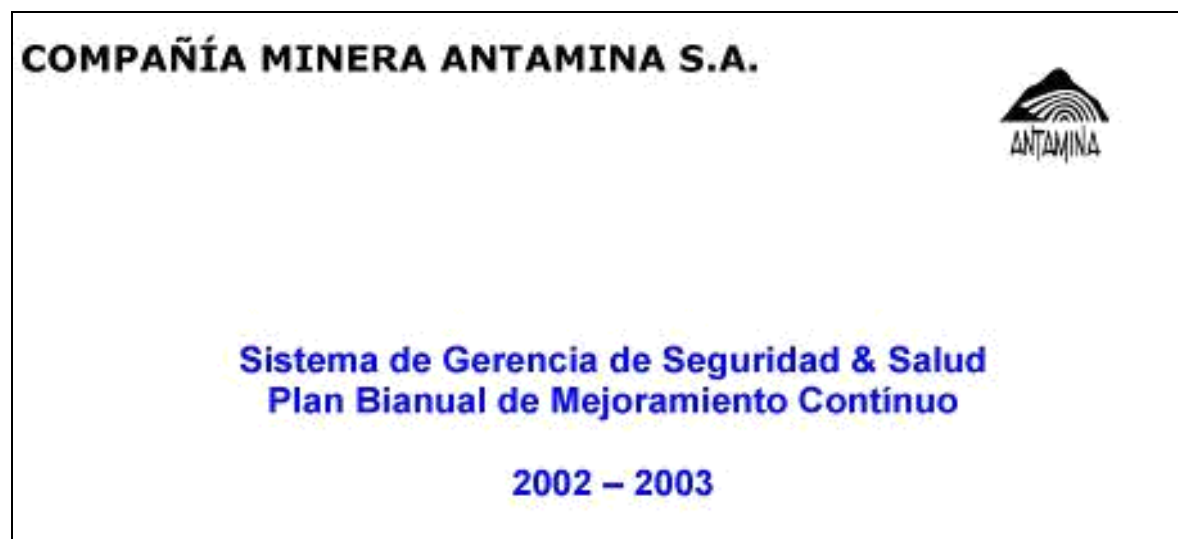 COMPAÑÍA MINERA ANTAMINA S.A.
ANTAMINA
Sistema de Gerencia de Seguridad & Salud
Plan Bianual de Mejoramiento Contínuo
2002 – 2003